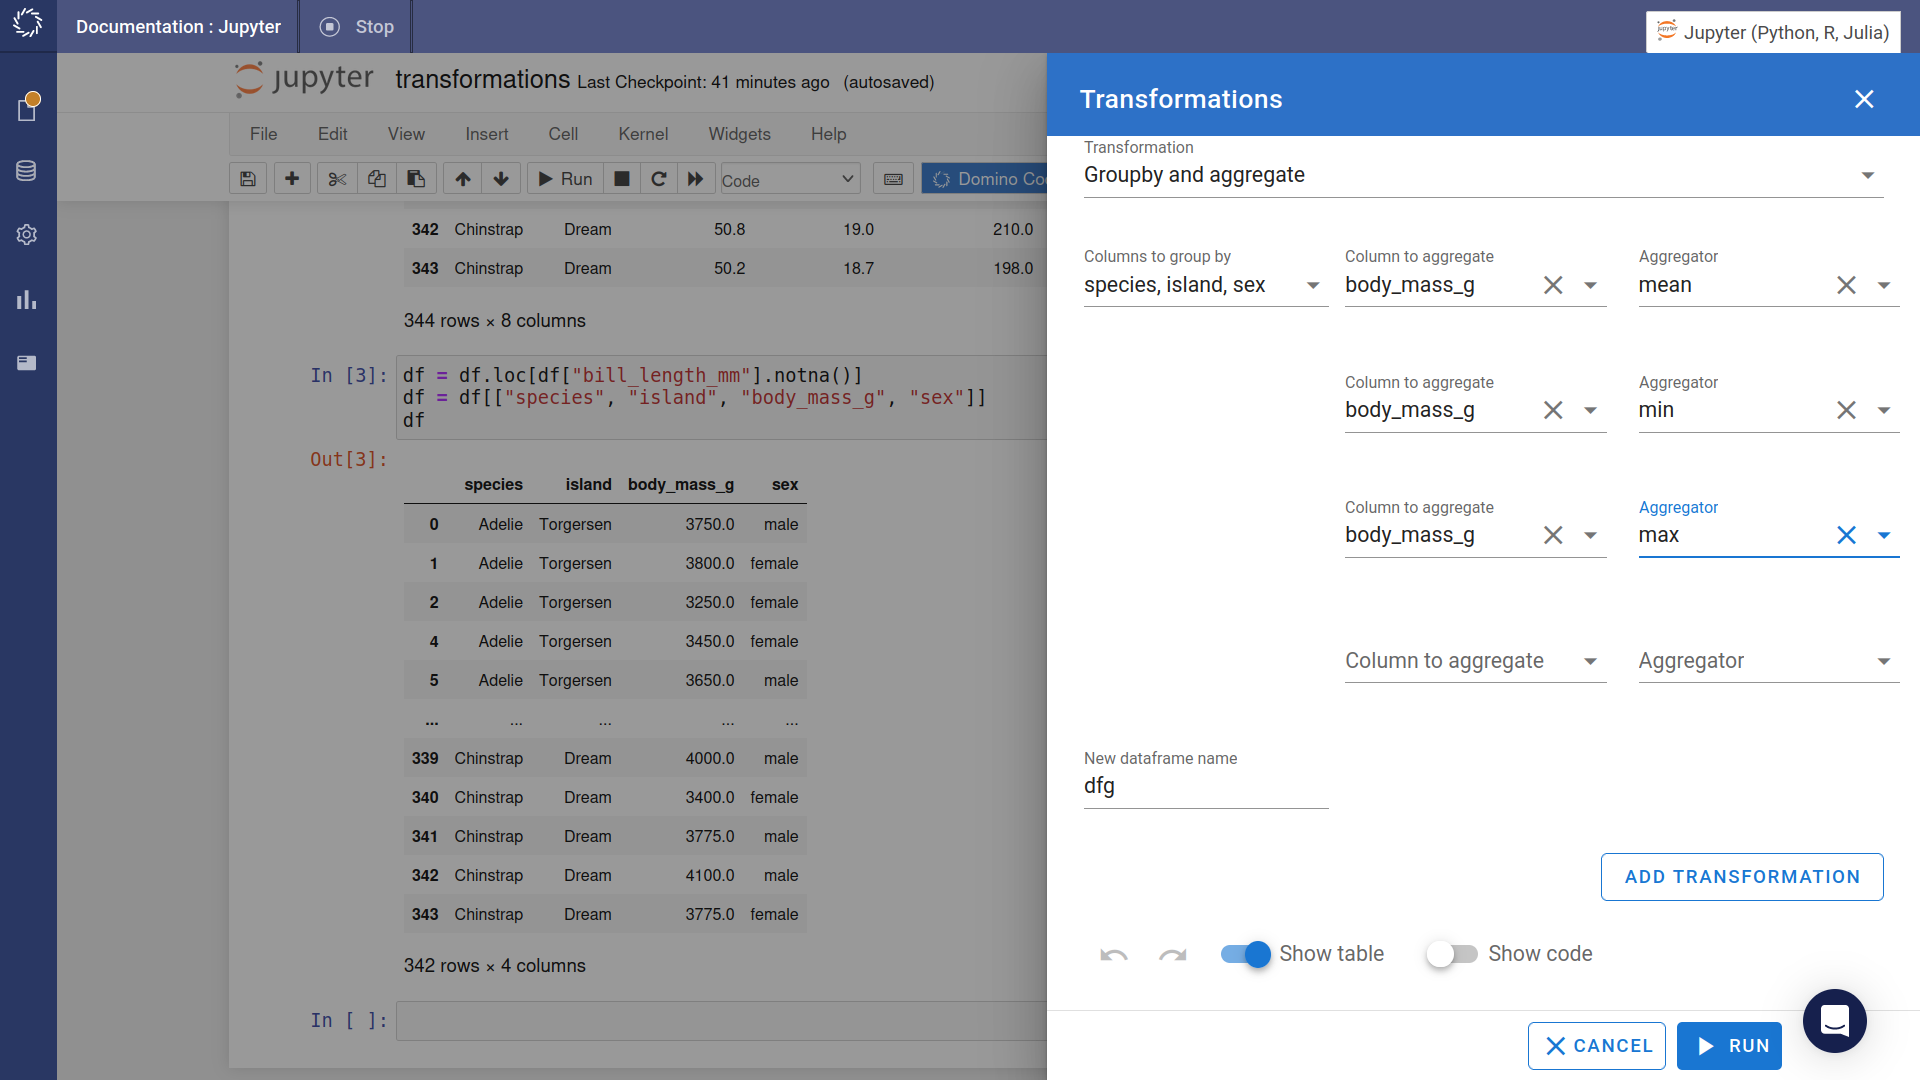 Documentation : Jupyter
Stop
Jupyter (Python, R, Julia)
jupyter transformations Last Checkpoint: 41 minutes ago (autosaved)
File Edit View Insert Cell Kernel Widgets Help
Run Code Domino Co
342 Chinstrap Dream 50.8 19.0 210.0
343 Chinstrap Dream 50.2 18.7 198.0
344 rows × 8 columns
In [3]: df = df.loc[df["bill_length_mm"].notna()]
df = df[["species", "island", "body_mass_g", "sex"]]
df
Out[3]:
species island body_mass_g sex
0 Adelie Torgersen 3750.0 male
1 Adelie Torgersen 3800.0 female
2 Adelie Torgersen 3250.0 female
4 Adelie Torgersen 3450.0 female
5 Adelie Torgersen 3650.0 male
... ... ... ... ...
339 Chinstrap Dream 4000.0 male
340 Chinstrap Dream 3400.0 female
341 Chinstrap Dream 3775.0 male
342 Chinstrap Dream 4100.0 male
343 Chinstrap Dream 3775.0 female
342 rows × 4 columns
In [ ]:
Transformations
Transformation
Groupby and aggregate
Columns to group by Column to aggregate Aggregator
species, island, sex body_mass_g mean
Column to aggregate Aggregator
body_mass_g min
Column to aggregate Aggregator
body_mass_g max
Column to aggregate Aggregator
New dataframe name
dfg
ADD TRANSFORMATION
Show table Show code
CANCEL RUN